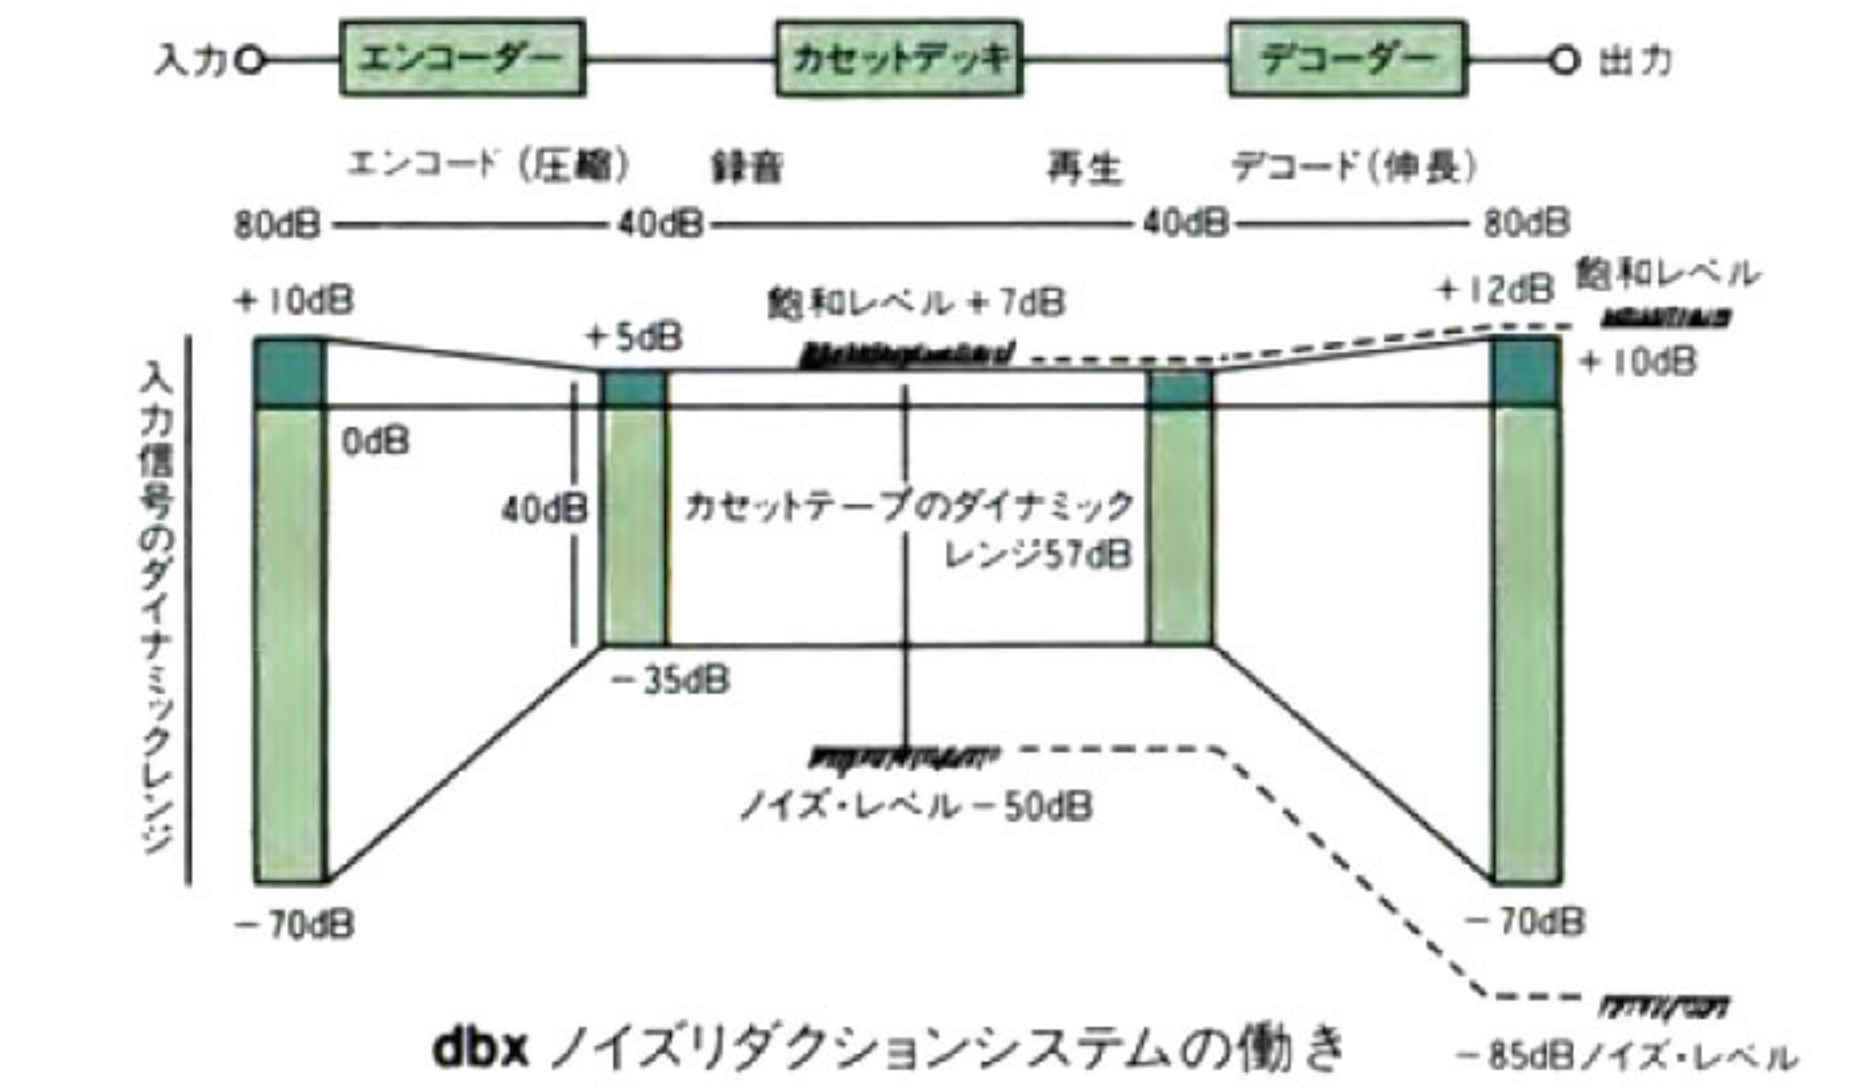 入力 エンコーダー カセットデッキ デコーダー 出力
エンコード(圧縮) 録音 再生 デコード(伸長)
80dB 40dB 40dB 80dB
+10dB
+5dB
飽和レベル+7dB
+12dB
飽和レベル
+10dB
入力信号のダイナミックレンジ
0dB
40dB
カセットテープのダイナミック
レンジ57dB
-35dB
ノイズ・レベル-50dB
-70dB
-70dB
-85dBノイズ・レベル
dbx ノイズリダクションシステムの働き